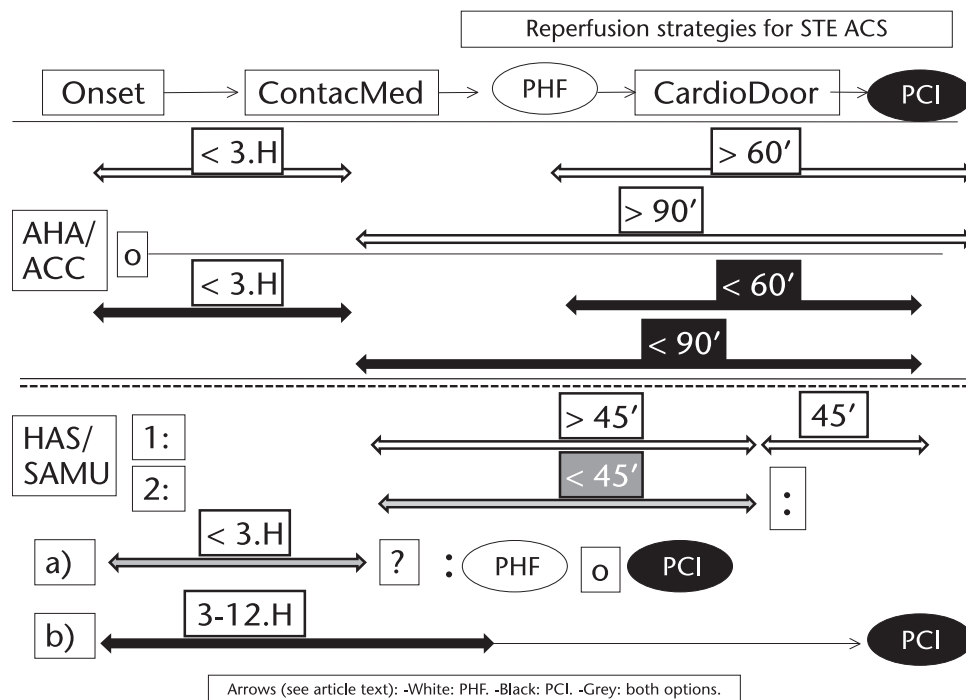 Reperfusion strategies for STE ACS
Onset
ContacMed
PHF
CardioDoor
PCI
< 3.H
> 60′
> 90′
AHA/
ACC
o
< 3.H
< 60′
< 90′
HAS/
SAMU
1:
> 45′
45′
2:
< 45′
:
a)
< 3.H
?
:
PHF
o
PCI
b)
3-12.H
PCI
Arrows (see article text): -White: PHF. -Black: PCI. -Grey: both options.